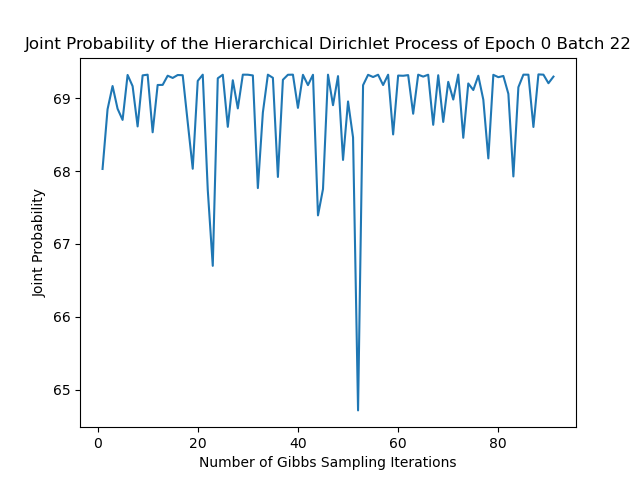 Joint Probability of the Hierarchical Dirichlet Process of Epoch 0 Batch 22
69
68
67
66
65
Joint Probability
0 20 40 60 80
Number of Gibbs Sampling Iterations